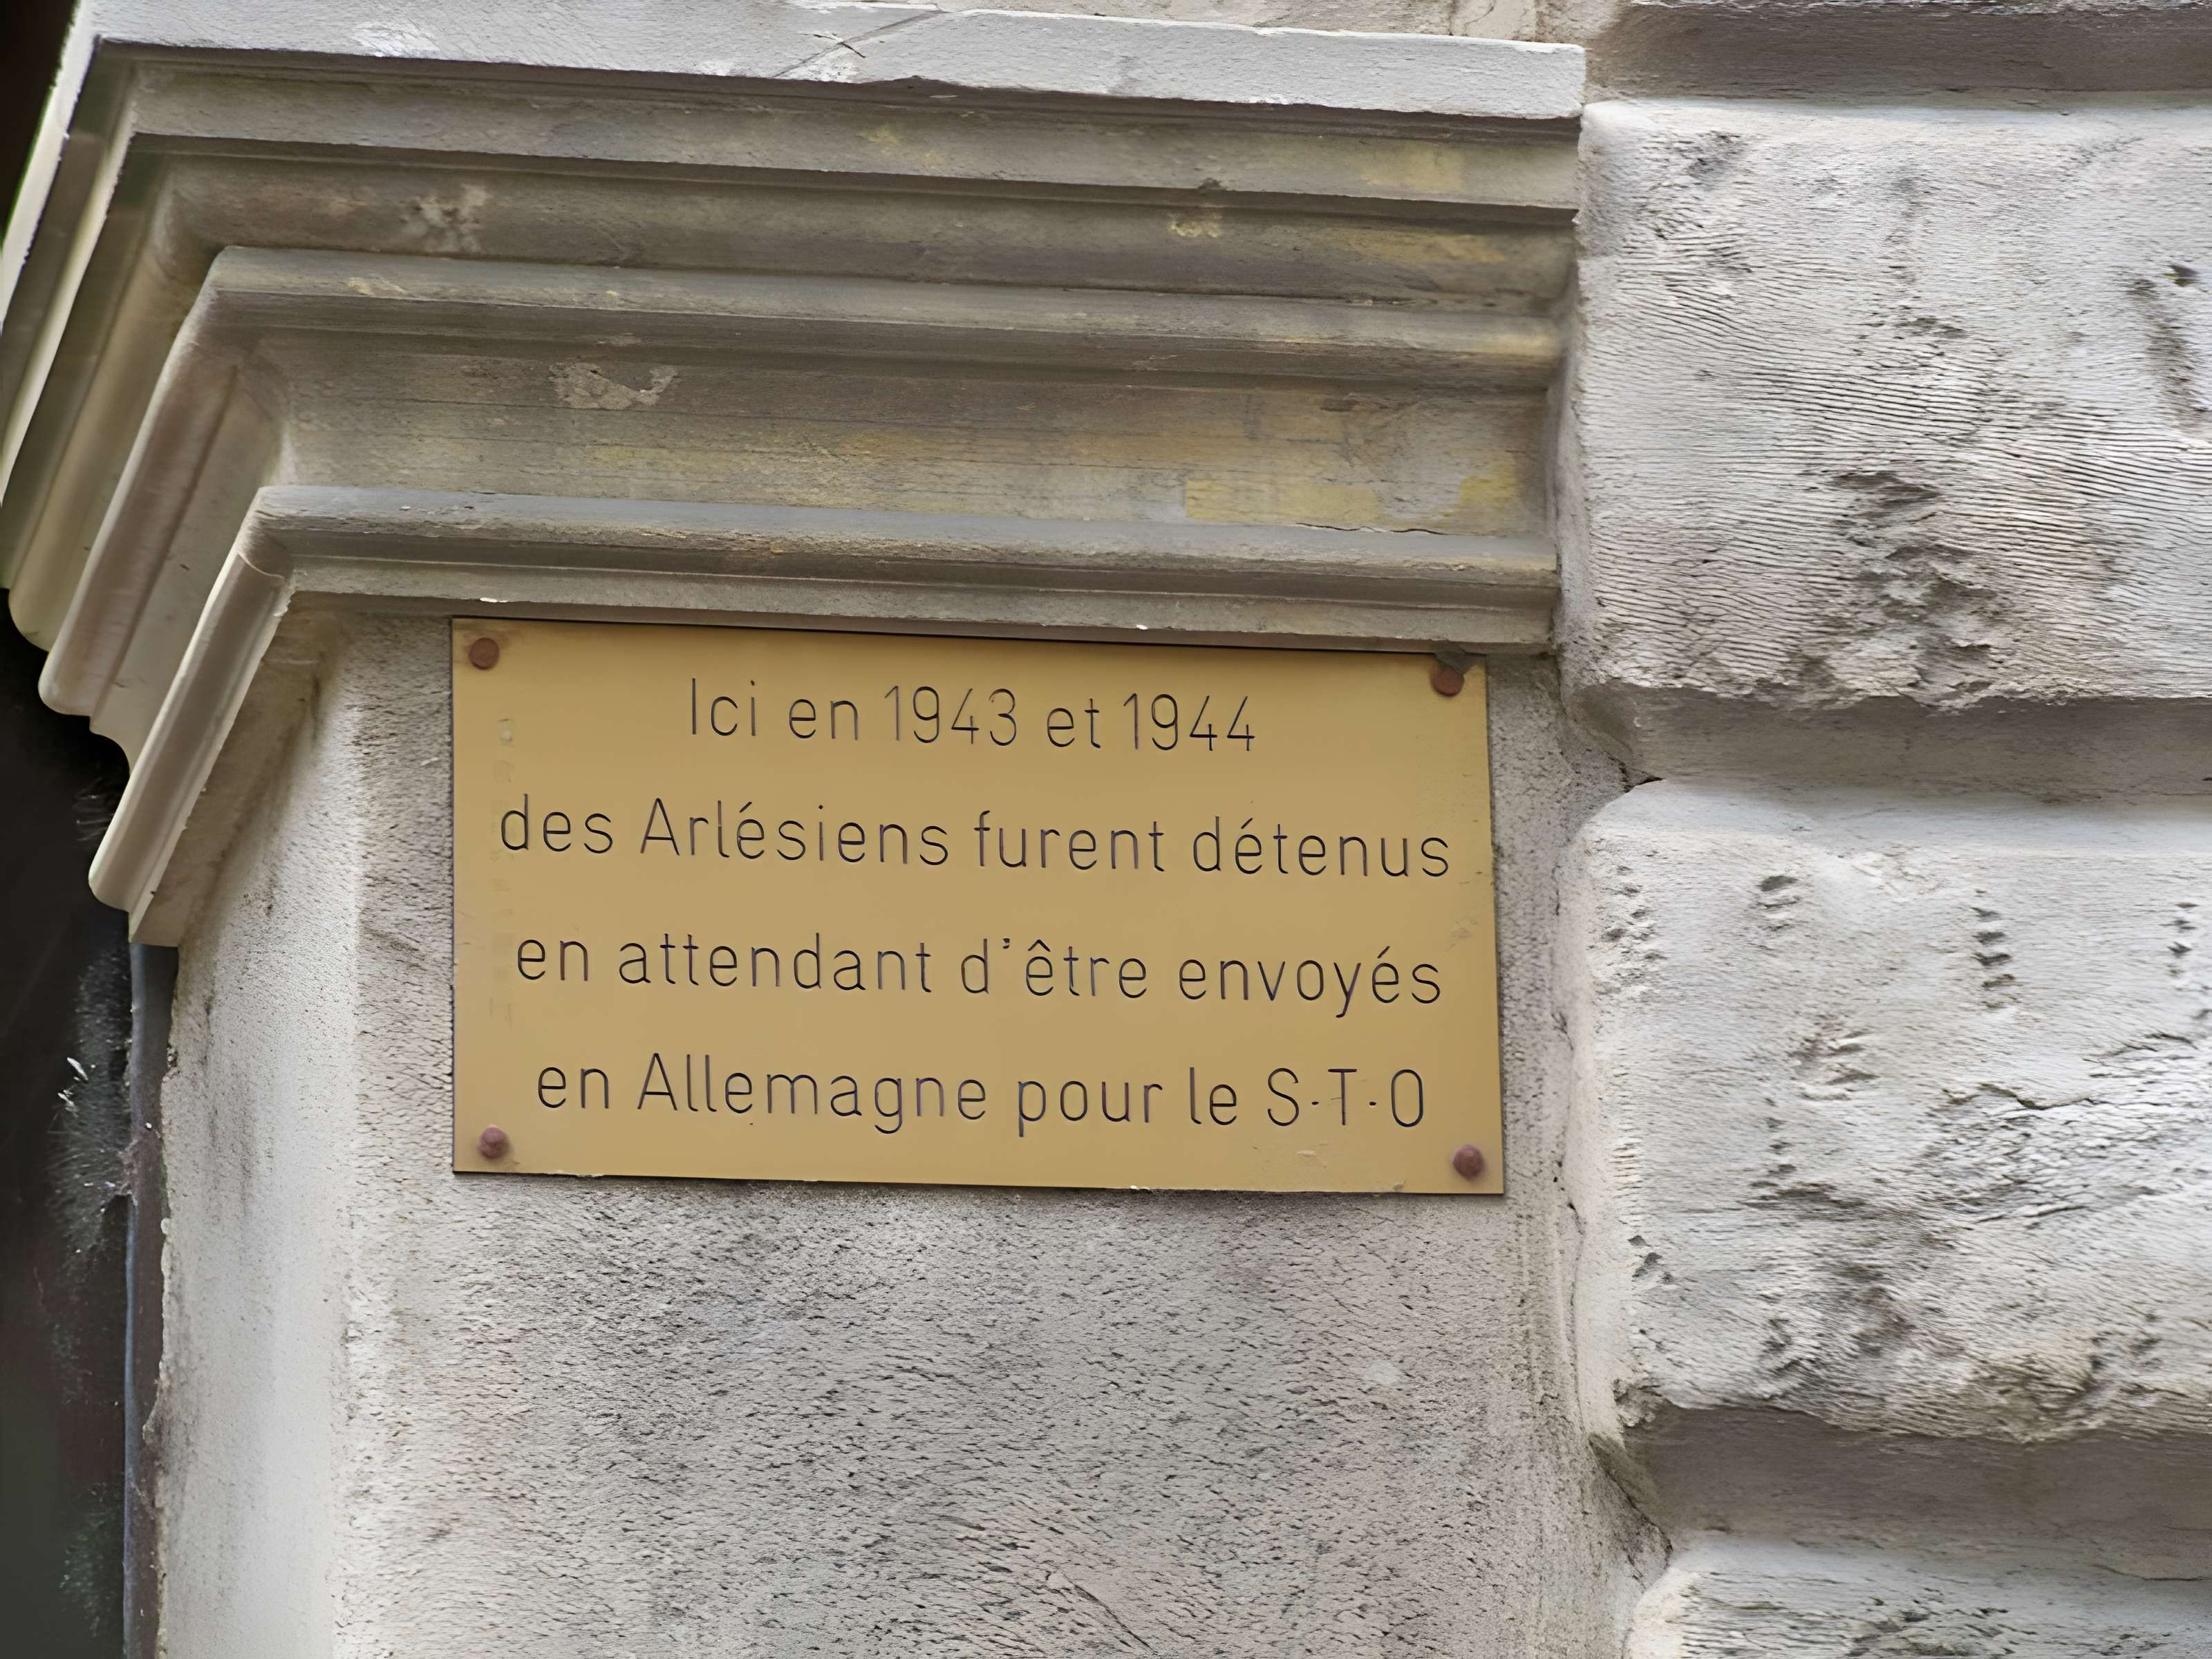 Ici en 1943 et 1944
des Arlésiens furent détenus
en attendant d'être envoyés
en Allemagne pour le S·T·O